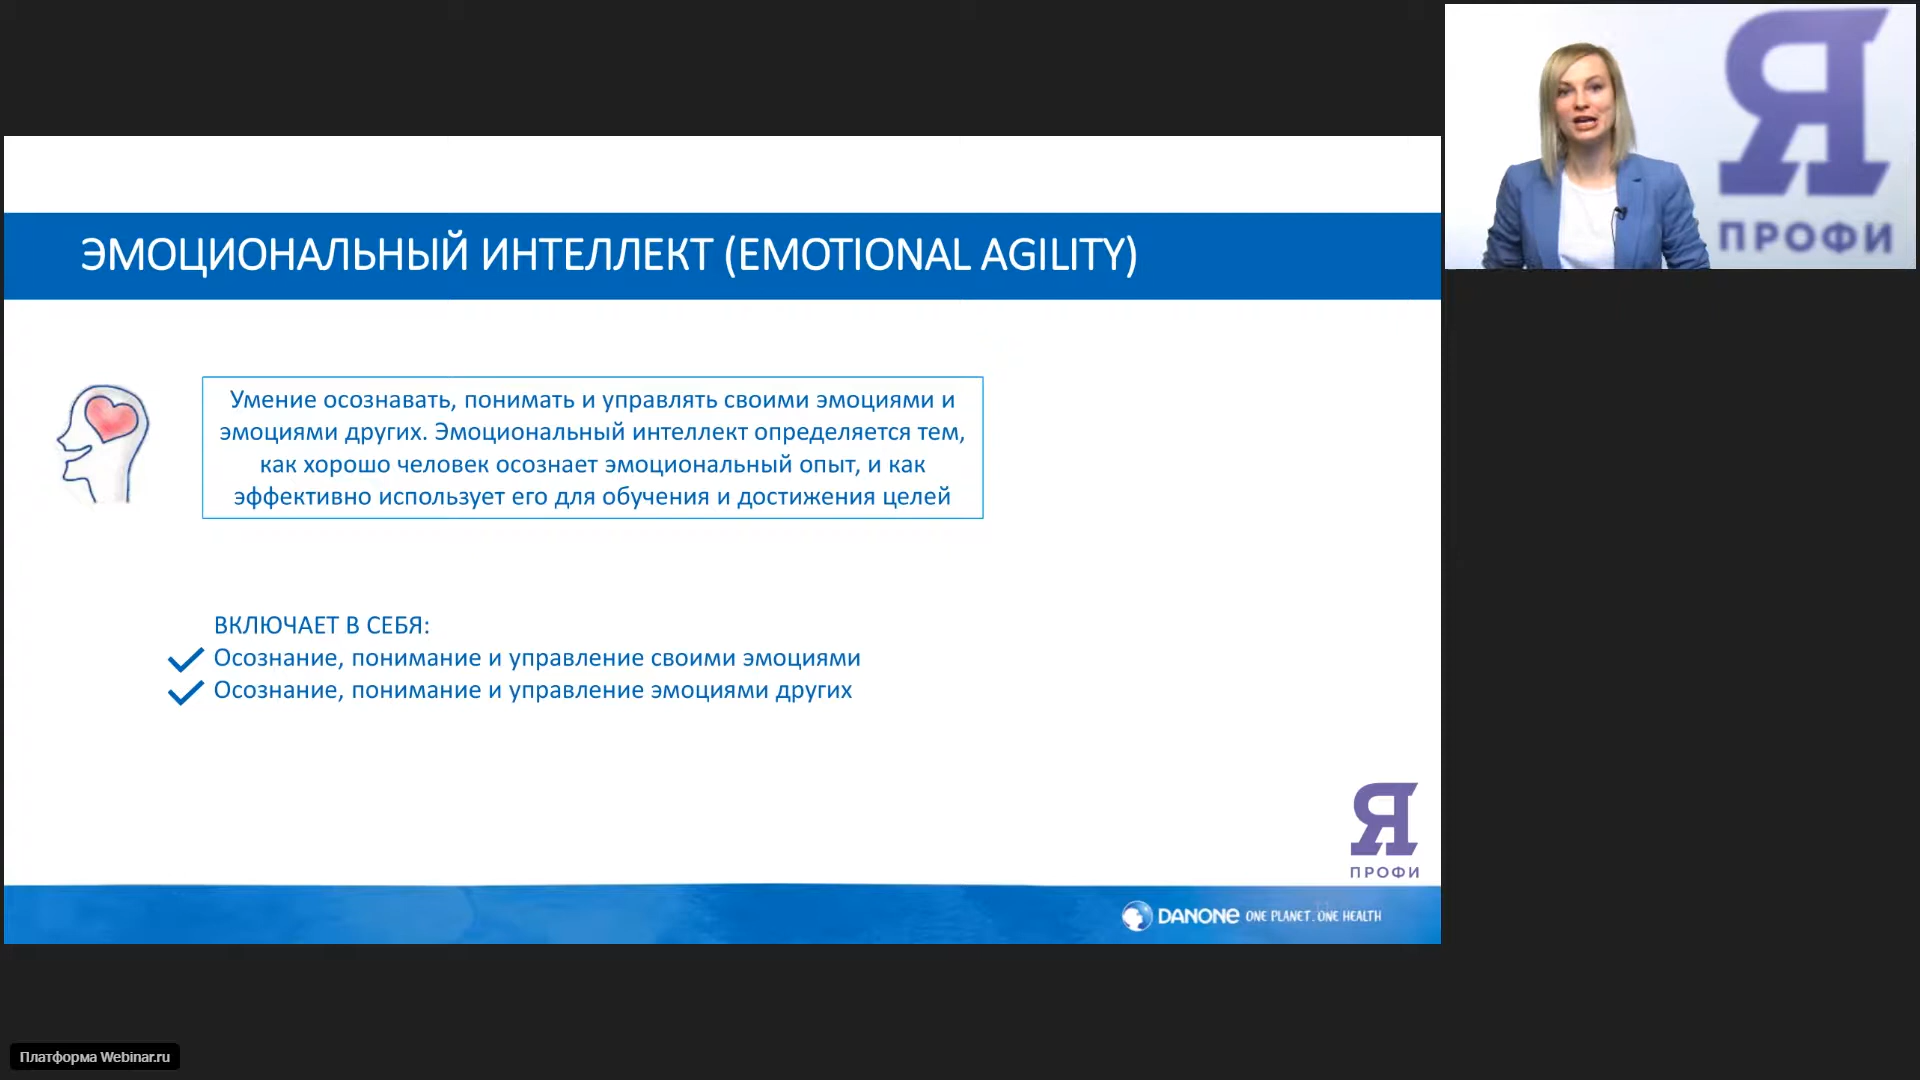 ЭМОЦИОНАЛЬНЫЙ ИНТЕЛЛЕКТ (EMOTIONAL AGILITY)
Умение осознавать, понимать и управлять своими эмоциями и
эмоциями других. Эмоциональный интеллект определяется тем,
как хорошо человек осознает эмоциональный опыт, и как
эффективно использует его для обучения и достижения целей
ВКЛЮЧАЕТ В СЕБЯ:
Осознание, понимание и управление своими эмоциями
Осознание, понимание и управление эмоциями других
Я
ПРОФИ
DANONE ONE PLANET. ONE HEALTH
Я
ПРОФИ
Платформа Webinar.ru